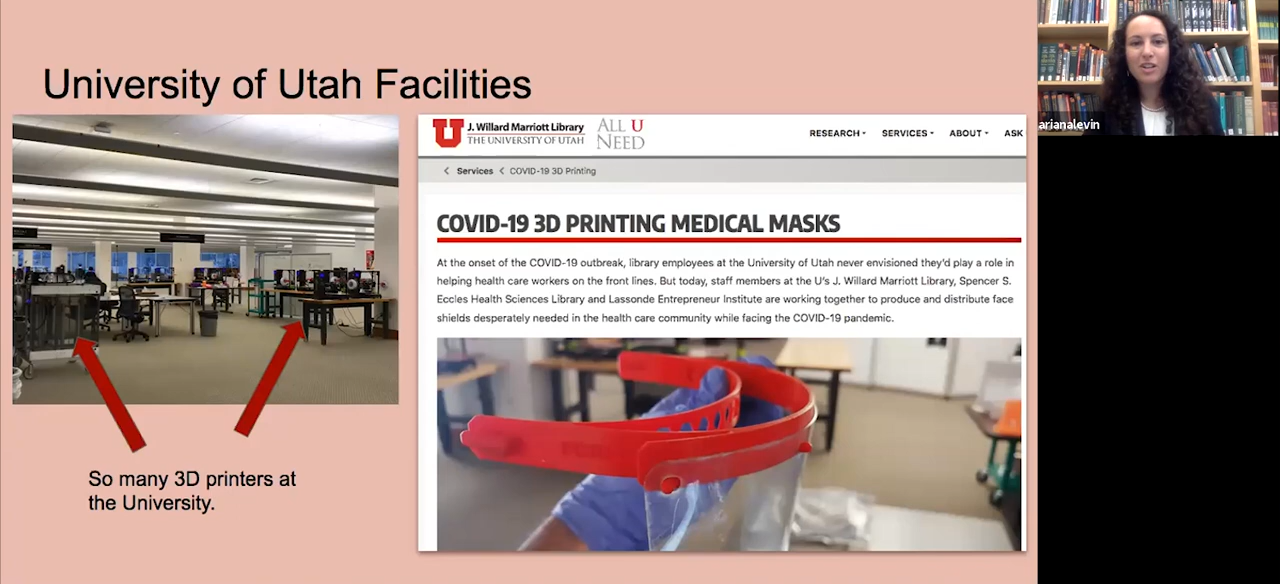 University of Utah Facilities
J. Willard Marriott Library
THE UNIVERSITY OF UTAH
ALL U
NEED
RESEARCH
SERVICES
ABOUT
ASK
Services
COVID-19 3D Printing
COVID-19 3D PRINTING MEDICAL MASKS
At the onset of the COVID-19 outbreak, library employees at the University of Utah never envisioned they'd play a role in
helping health care workers on the front lines. But today, staff members at the U's J. Willard Marriott Library, Spencer S.
Eccles Health Sciences Library and Lassonde Entrepreneur Institute are working together to produce and distribute face
shields desperately needed in the health care community while facing the COVID-19 pandemic.
So many 3D printers at
the University.
arianalevin